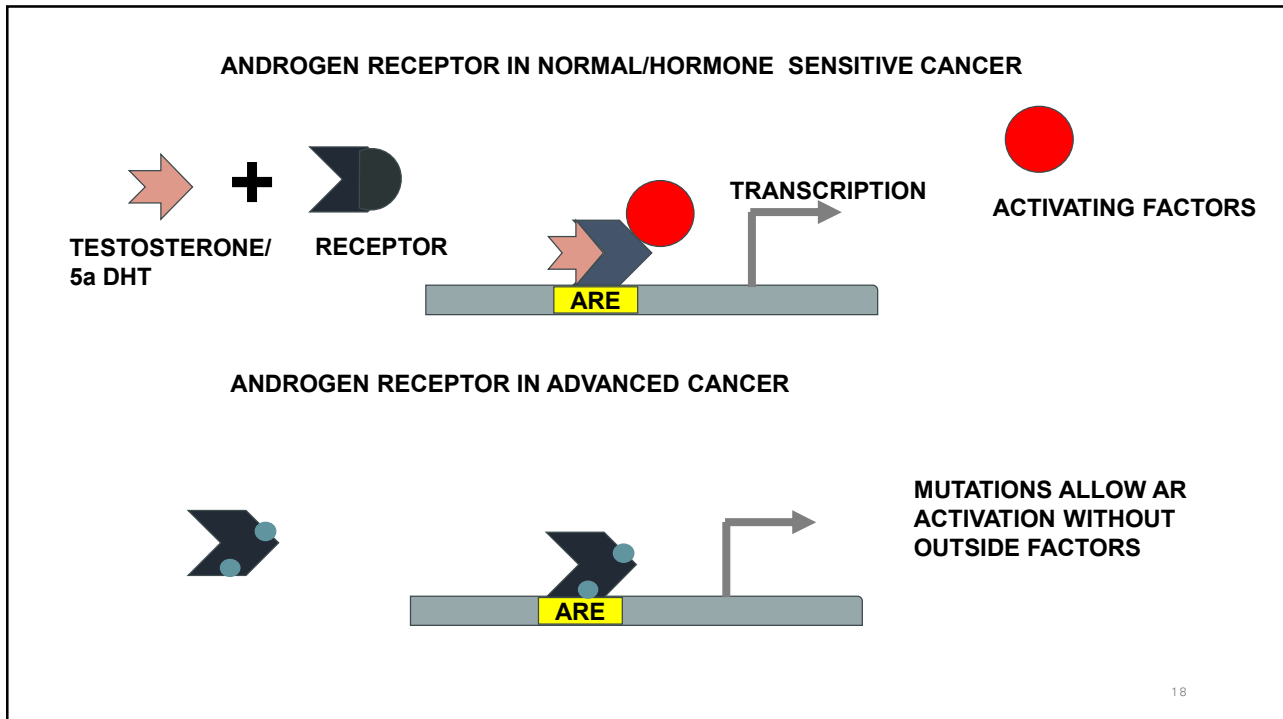 ANDROGEN RECEPTOR IN NORMAL/HORMONE SENSITIVE CANCER
TRANSCRIPTION
ACTIVATING FACTORS
TESTOSTERONE/
5a DHT
RECEPTOR
ARE
ANDROGEN RECEPTOR IN ADVANCED CANCER
MUTATIONS ALLOW AR
ACTIVATION WITHOUT
OUTSIDE FACTORS
ARE
18